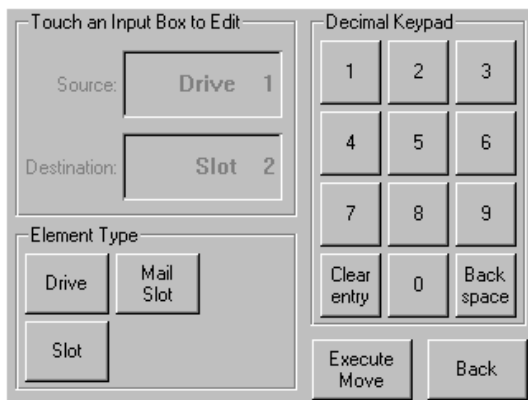 Touch an Input Box to Edit
Source: Drive 1
Destination: Slot 2
Element Type
Drive
Mail
Slot
Slot
Decimal Keypad
1 2 3
4 5 6
7 8 9
Clear
entry
0
Back
space
Execute
Move
Back